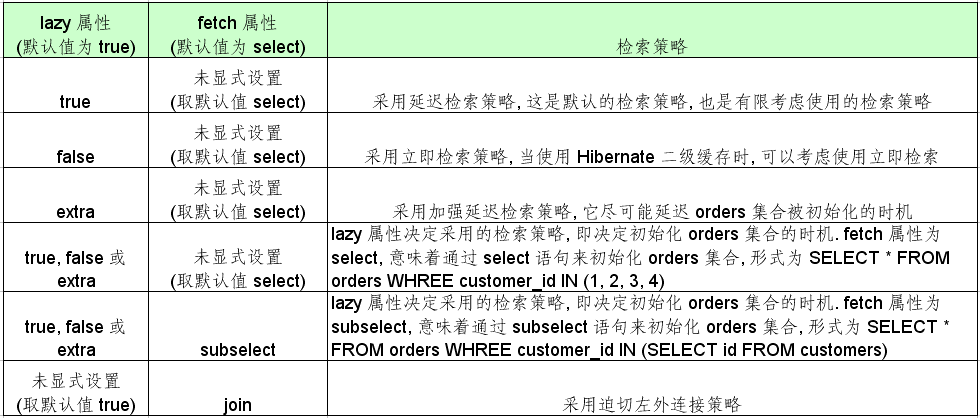 lazy 属性
(默认值为 true)
fetch 属性
(默认值为 select)
检索策略
true
未显式设置
(取默认值 select)
采用延迟检索策略, 这是默认的检索策略, 也是有限考虑使用的检索策略
false
未显式设置
(取默认值 select)
采用立即检索策略, 当使用 Hibernate 二级缓存时, 可以考虑使用立即检索
extra
未显式设置
(取默认值 select)
采用加强延迟检索策略, 它尽可能延迟 orders 集合被初始化的时机
true, false 或
extra
未显式设置
(取默认值 select)
lazy 属性决定采用的检索策略, 即决定初始化 orders 集合的时机. fetch 属性为
select, 意味着通过 select 语句来初始化 orders 集合, 形式为 SELECT * FROM
orders WHREE customer_id IN (1, 2, 3, 4)
true, false 或
extra
subselect
lazy 属性决定采用的检索策略, 即决定初始化 orders 集合的时机. fetch 属性为
subselect, 意味着通过 subselect 语句来初始化 orders 集合, 形式为 SELECT *
FROM orders WHREE customer_id IN (SELECT id FROM customers)
未显式设置
(取默认值 true)
join
采用迫切左外连接策略